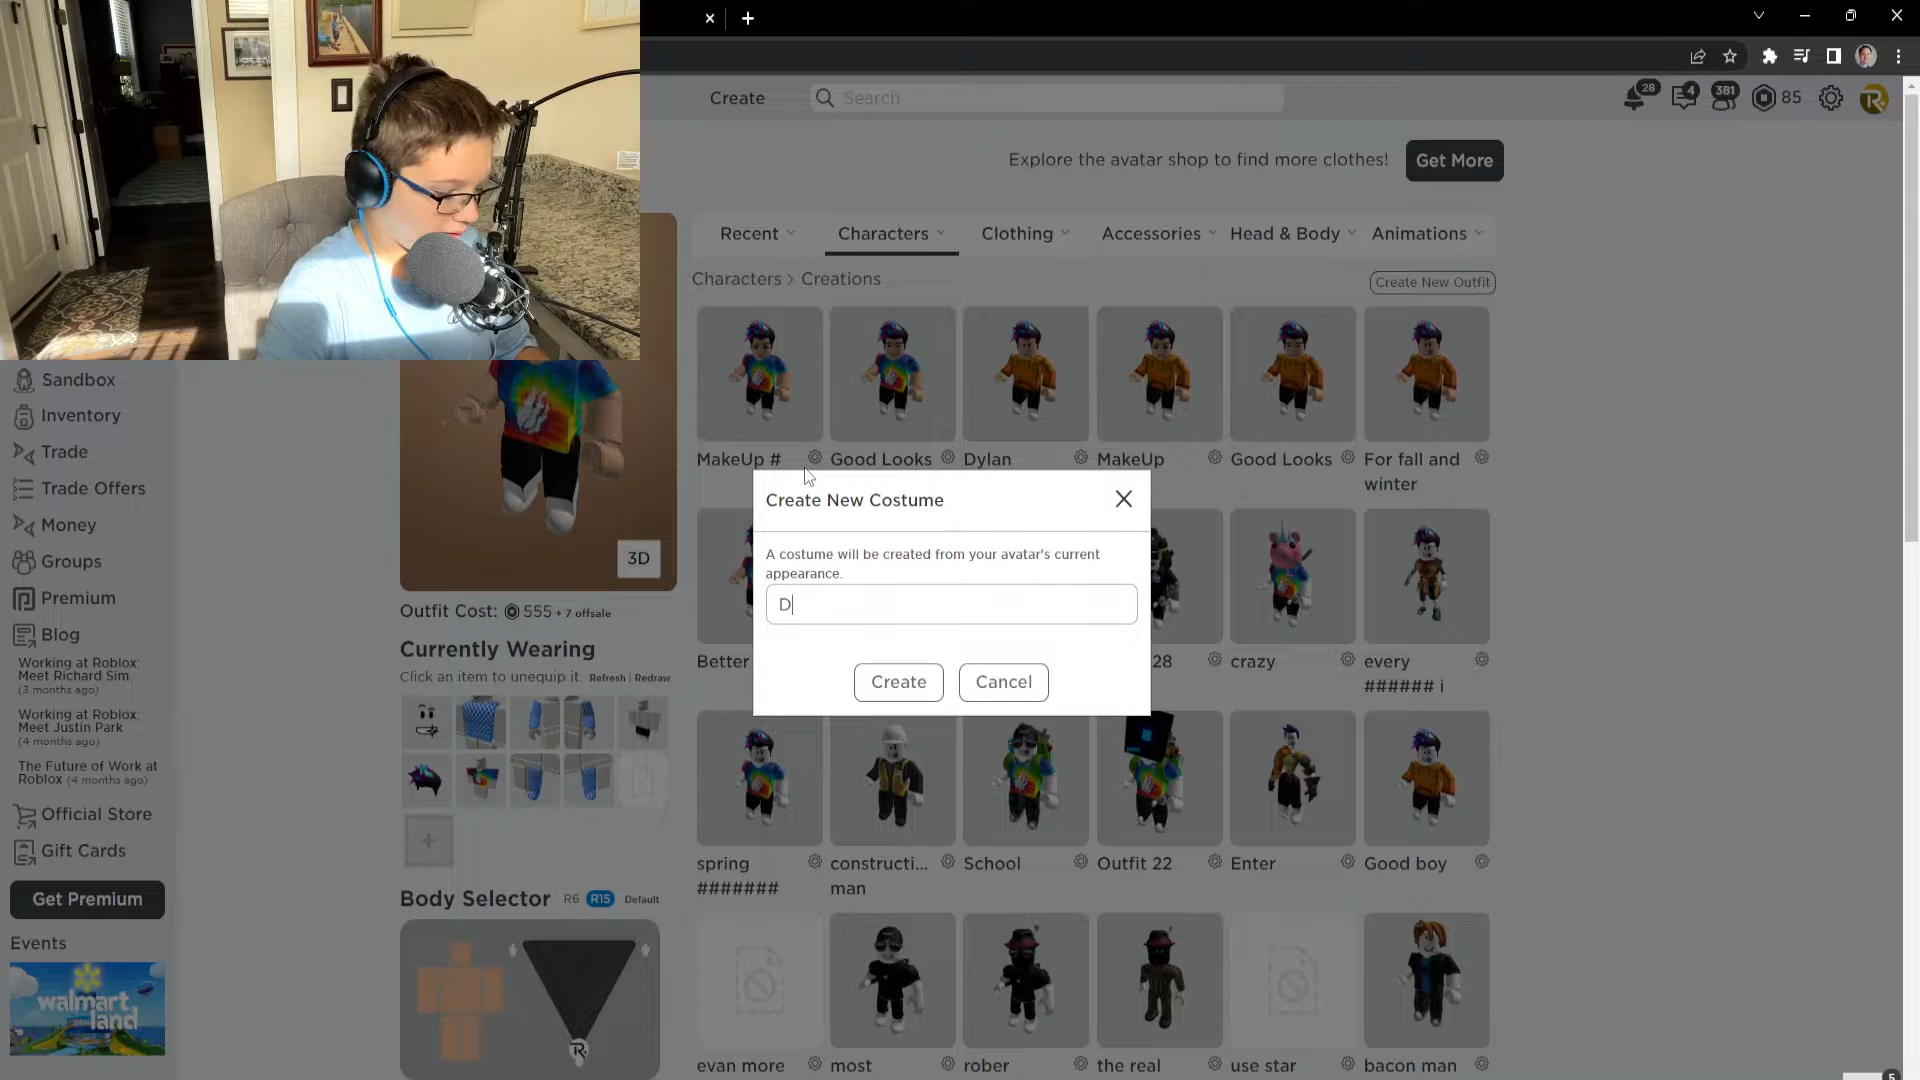 Create
Search
28
4
381
85
Explore the avatar shop to find more clothes!
Get More
Recent
Characters
Clothing
Accessories
Head & Body
Animations
Characters > Creations
Create New Outfit
MakeUp #
Good Looks
Dylan
MakeUp
Good Looks
For fall and
winter
Create New Costume
A costume will be created from your avatar's current
appearance.
D
Create
Cancel
Better
28
crazy
every
###### i
spring
#######
constructi...
man
School
Outfit 22
Enter
Good boy
evan more
most
rober
the real
use star
bacon man
Sandbox
Inventory
Trade
Trade Offers
Money
Groups
Premium
Blog
Working at Roblox:
Meet Richard Sim
(3 months ago)
Working at Roblox:
Meet Justin Park
(4 months ago)
The Future of Work at
Roblox (4 months ago)
Official Store
Gift Cards
Get Premium
Events
walmart
land
3D
Outfit Cost: 555 + 7 offsale
Currently Wearing
Click an item to unequip it. Refresh | Redraw
Body Selector R6 R15 Default
5